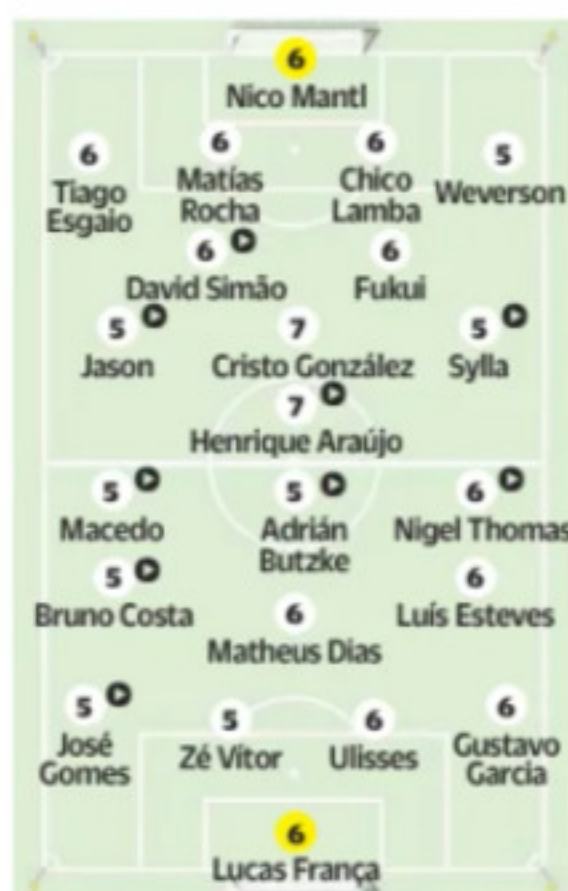 6
Nico Mantl
6 6 6 5
Tiago Esgaio Matías Rocha Chico Lamba Weverson
6 6
David Simão Fukui
5 7 5
Jason Cristo González Sylla
7
Henrique Araújo
5 5 6
Macedo Adrián Butzke Nigel Thomas
5 6
Bruno Costa Luís Esteves
6
Matheus Dias
5 5 6 6
José Gomes Zé Vítor Ulisses Gustavo Garcia
6
Lucas França